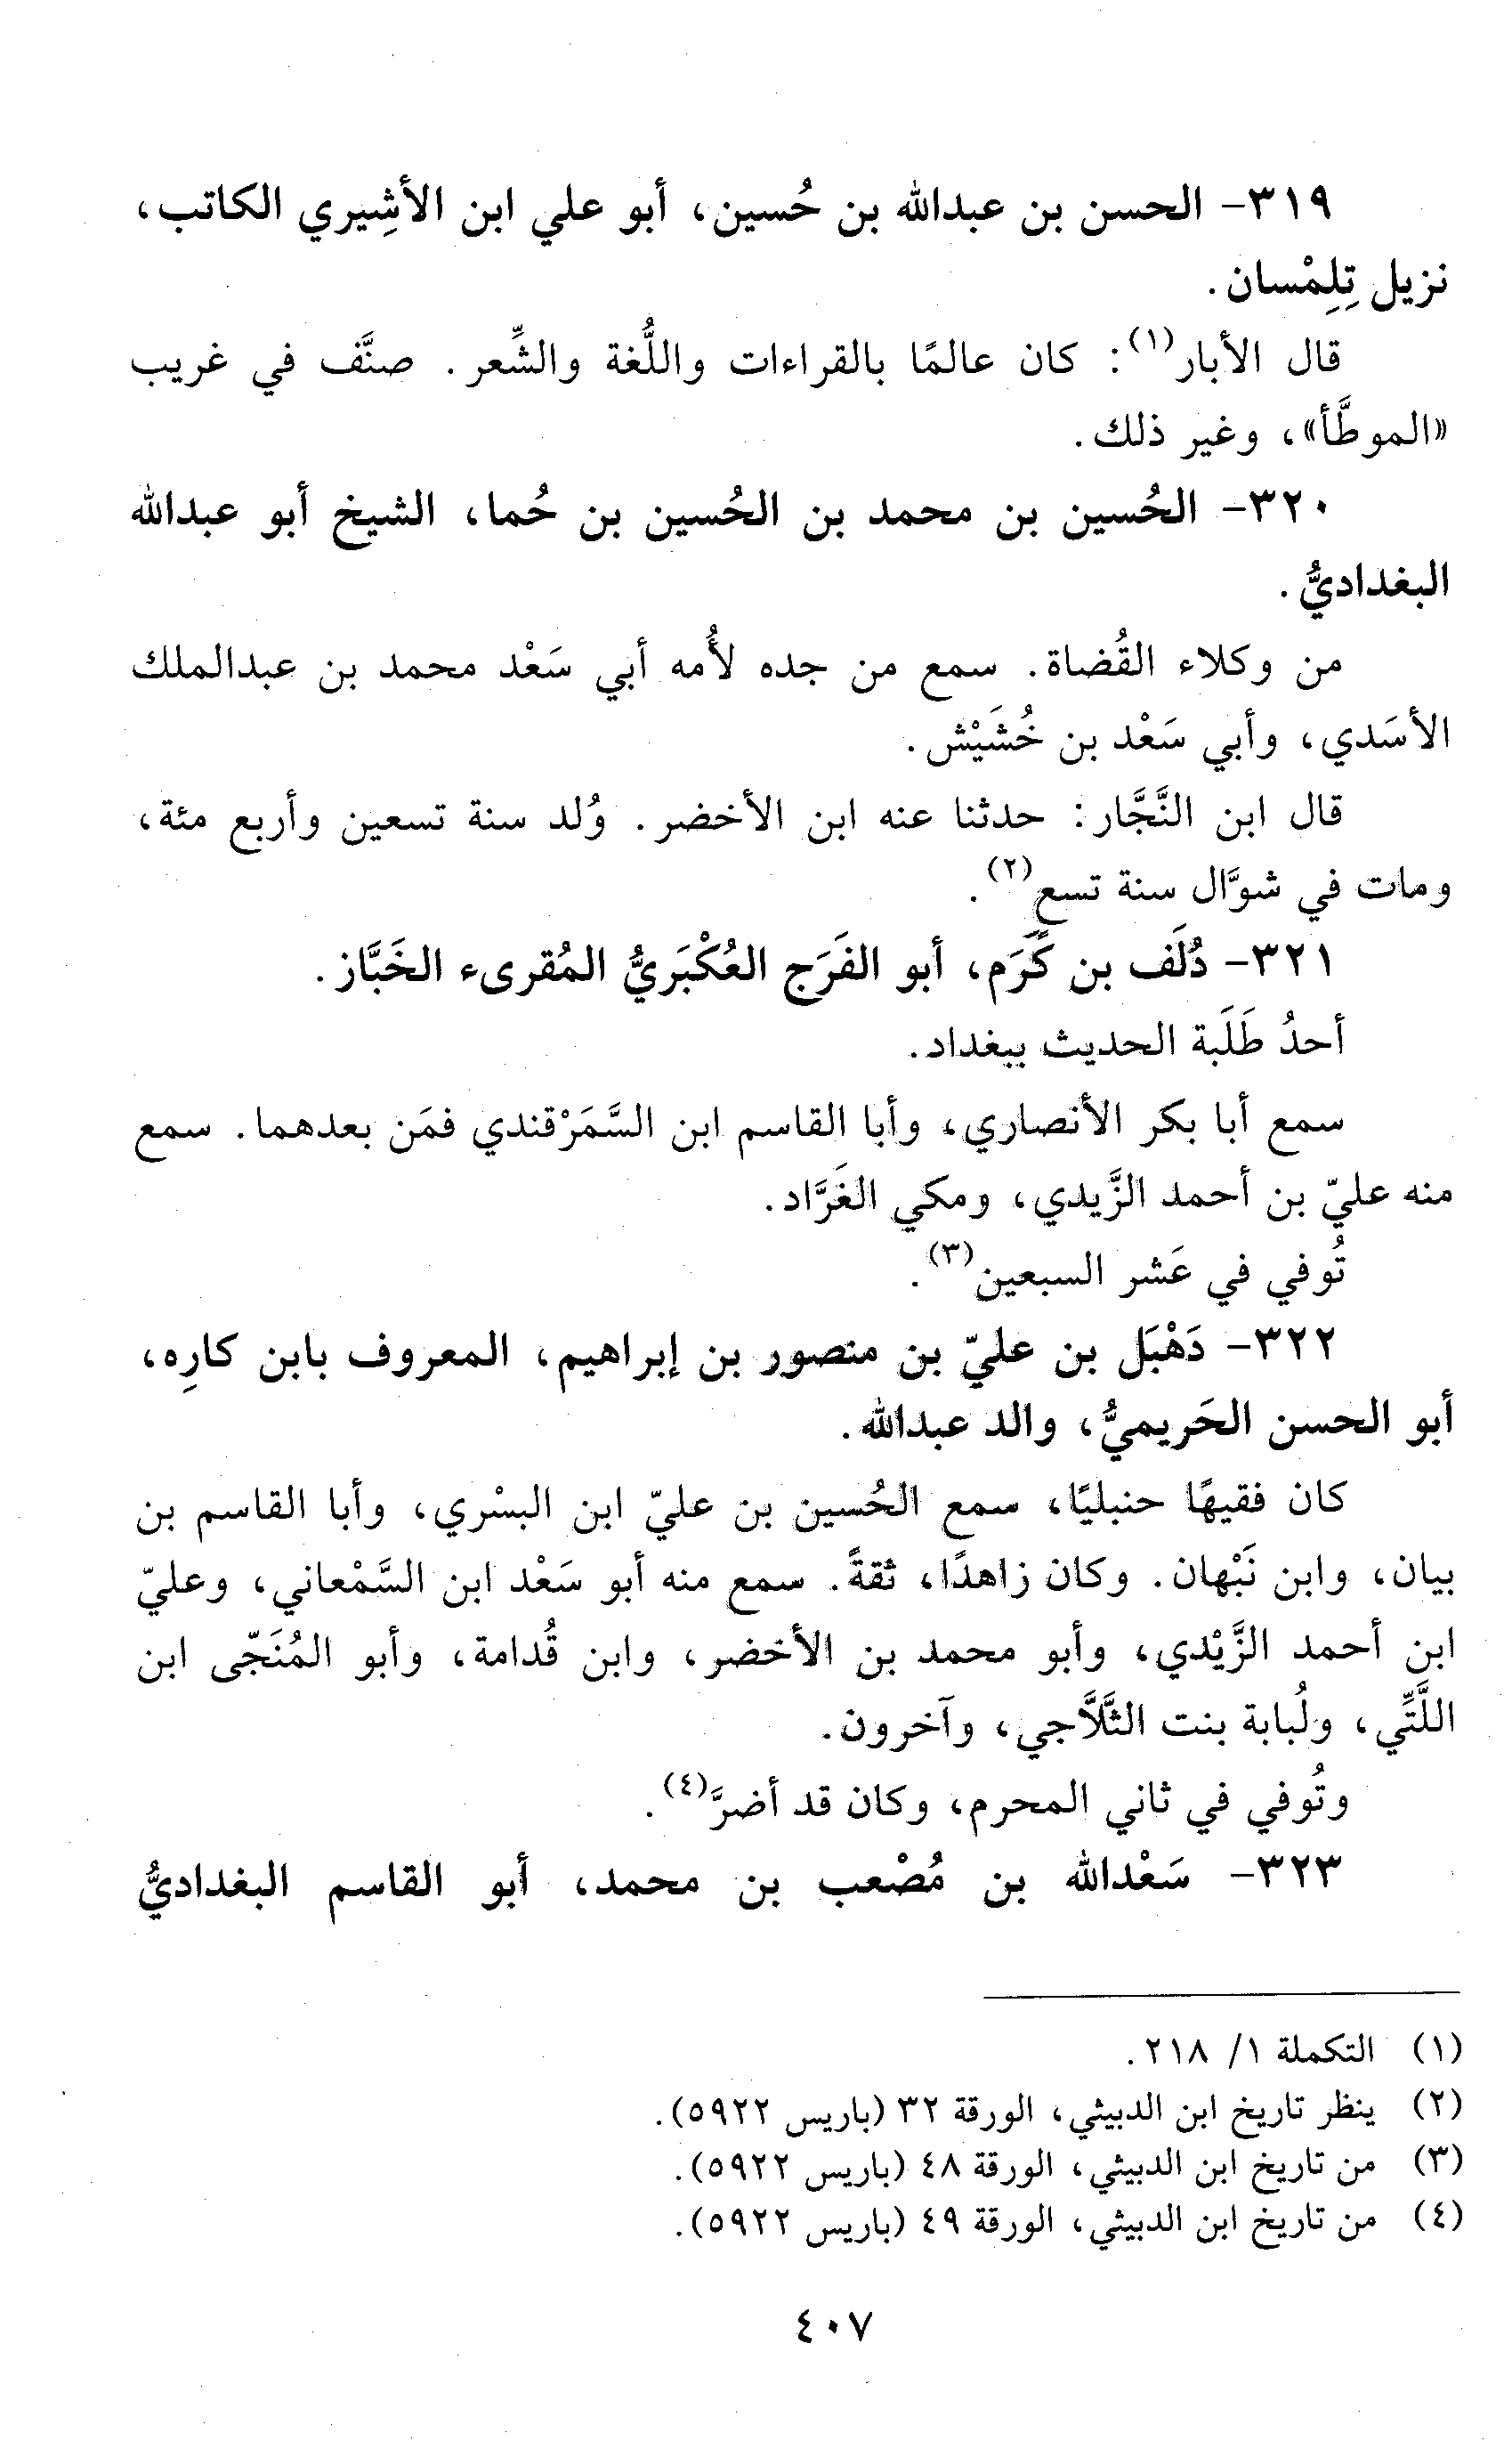 ٣١٩- الحسن بن عبدالله بن حُسين، أبو علي ابن الأشِيري الكاتب،
نزيل تِلِمْسان.
قال الأبار(١): كان عالمًا بالقراءات واللُّغة والشِّعر. صنَّف في غريب
«الموطَّأ»، وغير ذلك.
٣٢٠- الحُسين بن محمد بن الحُسين بن حُما، الشيخ أبو عبدالله
البغداديُّ.
من وكلاء القُضاة. سمع من جده لأُمه أبي سَعْد محمد بن عبدالملك
الأسَدي، وأبي سَعْد بن خُشَيْش.
قال ابن النَّجَّار: حدثنا عنه ابن الأخضر. وُلد سنة تسعين وأربع مئة،
ومات في شوَّال سنة تسع(٢).
٣٢١- دُلَف بن كَرَم، أبو الفَرَج العُكْبَريُّ المُقرىء الخَبَّاز.
أحدُ طَلَبة الحديث ببغداد.
سمع أبا بكر الأنصاري، وأبا القاسم ابن السَّمَرْقندي فمَن بعدهما. سمع
منه عليّ بن أحمد الزَّيدي، ومكي الغَرَّاد.
تُوفي في عَشر السبعين(٣).
٣٢٢- دَهْبَل بن عليّ بن منصور بن إبراهيم، المعروف بابن كارِه،
أبو الحسن الحَريميُّ، والد عبدالله.
كان فقيهًا حنبليًا، سمع الحُسين بن عليّ ابن البسْري، وأبا القاسم بن
بيان، وابن نَبْهان. وكان زاهدًا، ثقةً. سمع منه أبو سَعْد ابن السَّمْعاني، وعليّ
ابن أحمد الزَّيْدي، وأبو محمد بن الأخضر، وابن قُدامة، وأبو المُنَجّى ابن
اللَّتِّي، ولُبابة بنت الثَّلَّاجي، وآخرون.
وتُوفي في ثاني المحرم، وكان قد أضرَّ(٤).
٣٢٣- سَعْدالله بن مُصْعب بن محمد، أبو القاسم البغداديُّ
(١) التكملة ١/ ٢١٨.
(٢) ينظر تاريخ ابن الدبيثي، الورقة ٣٢ (باريس ٥٩٢٢).
(٣) من تاريخ ابن الدبيثي، الورقة ٤٨ (باريس ٥٩٢٢).
(٤) من تاريخ ابن الدبيثي، الورقة ٤٩ (باريس ٥٩٢٢).
٤٠٧